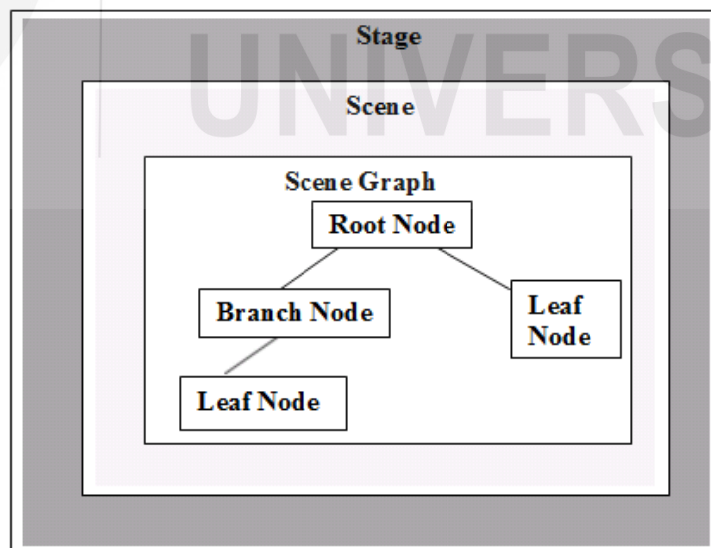 Stage
UNIVERS
Scene
Scene Graph
Root Node
Branch Node
Leaf
Node
Leaf Node